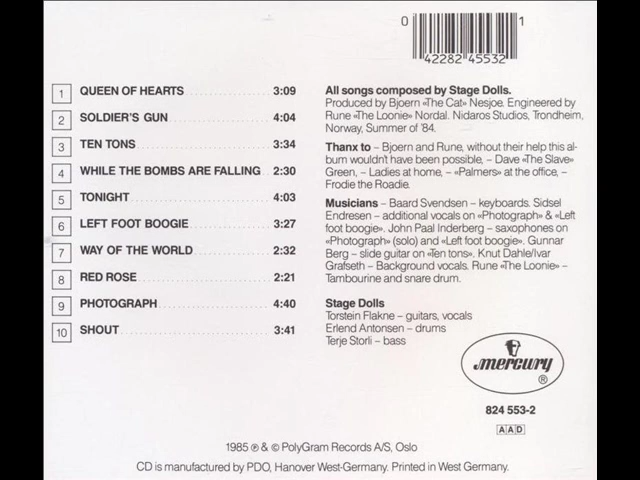 0 1
42282 45532
1 QUEEN OF HEARTS 3:09
2 SOLDIER'S GUN 4:04
3 TEN TONS 3:34
4 WHILE THE BOMBS ARE FALLING 2:30
5 TONIGHT 4:03
6 LEFT FOOT BOOGIE 3:27
7 WAY OF THE WORLD 2:32
8 RED ROSE 2:21
9 PHOTOGRAPH 4:40
10 SHOUT 3:41
All songs composed by Stage Dolls.
Produced by Bjoern «The Cat» Nesjoe. Engineered by
Rune «The Loonie» Nordal. Nidaros Studios, Trondheim,
Norway, Summer of '84.
Thanx to – Bjoern and Rune, without their help this al-
bum wouldn't have been possible, – Dave «The Slave»
Green, – Ladies at home, – «Palmers» at the office, –
Frodie the Roadie.
Musicians – Baard Svendsen – keyboards. Sidsel
Endresen – additional vocals on «Photograph» & «Left
foot boogie». John Paal Inderberg – saxophones on
«Photograph» (solo) and «Left foot boogie». Gunnar
Berg – slide guitar on «Ten tons». Knut Dahle/Ivar
Grafseth – Background vocals. Rune «The Loonie» –
Tambourine and snare drum.
Stage Dolls
Torstein Flakne – guitars, vocals
Erlend Antonsen – drums
Terje Storli – bass
mercury ®
824 553-2
AAD
1985 ℗ & © PolyGram Records A/S, Oslo
CD is manufactured by PDO, Hanover West-Germany. Printed in West Germany.